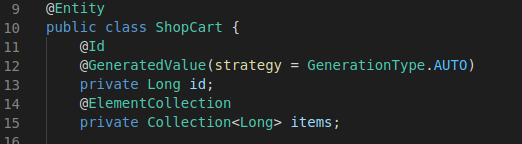 9 @Entity
10 public class ShopCart {
11 @Id
12 @GeneratedValue(strategy = GenerationType.AUTO)
13 private Long id;
14 @ElementCollection
15 private Collection<Long> items;
16